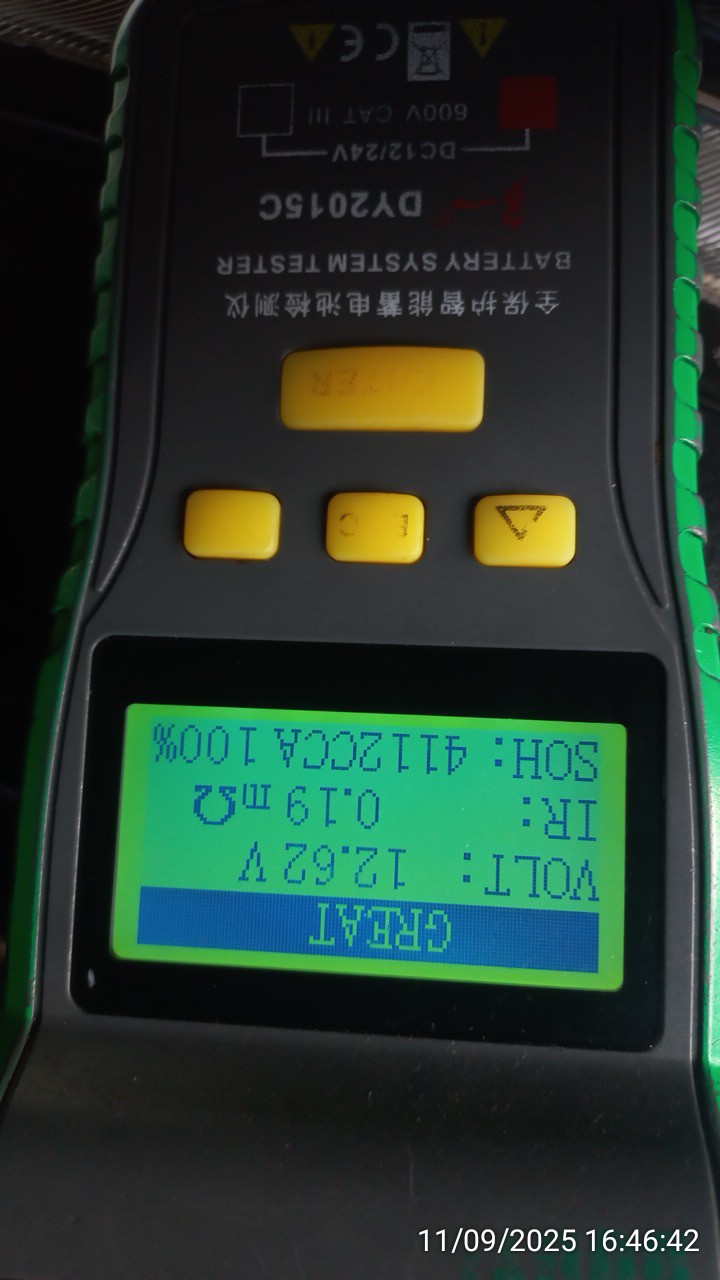 GREAT
VOLT: 12.62 V
IR: 0.19 mΩ
SOH: 4112CCA 100%
全保护智能蓄电池检测仪
BATTERY SYSTEM TESTER
DY2015C
DC12/24V
600V CAT III
CE
11/09/2025 16:46:42